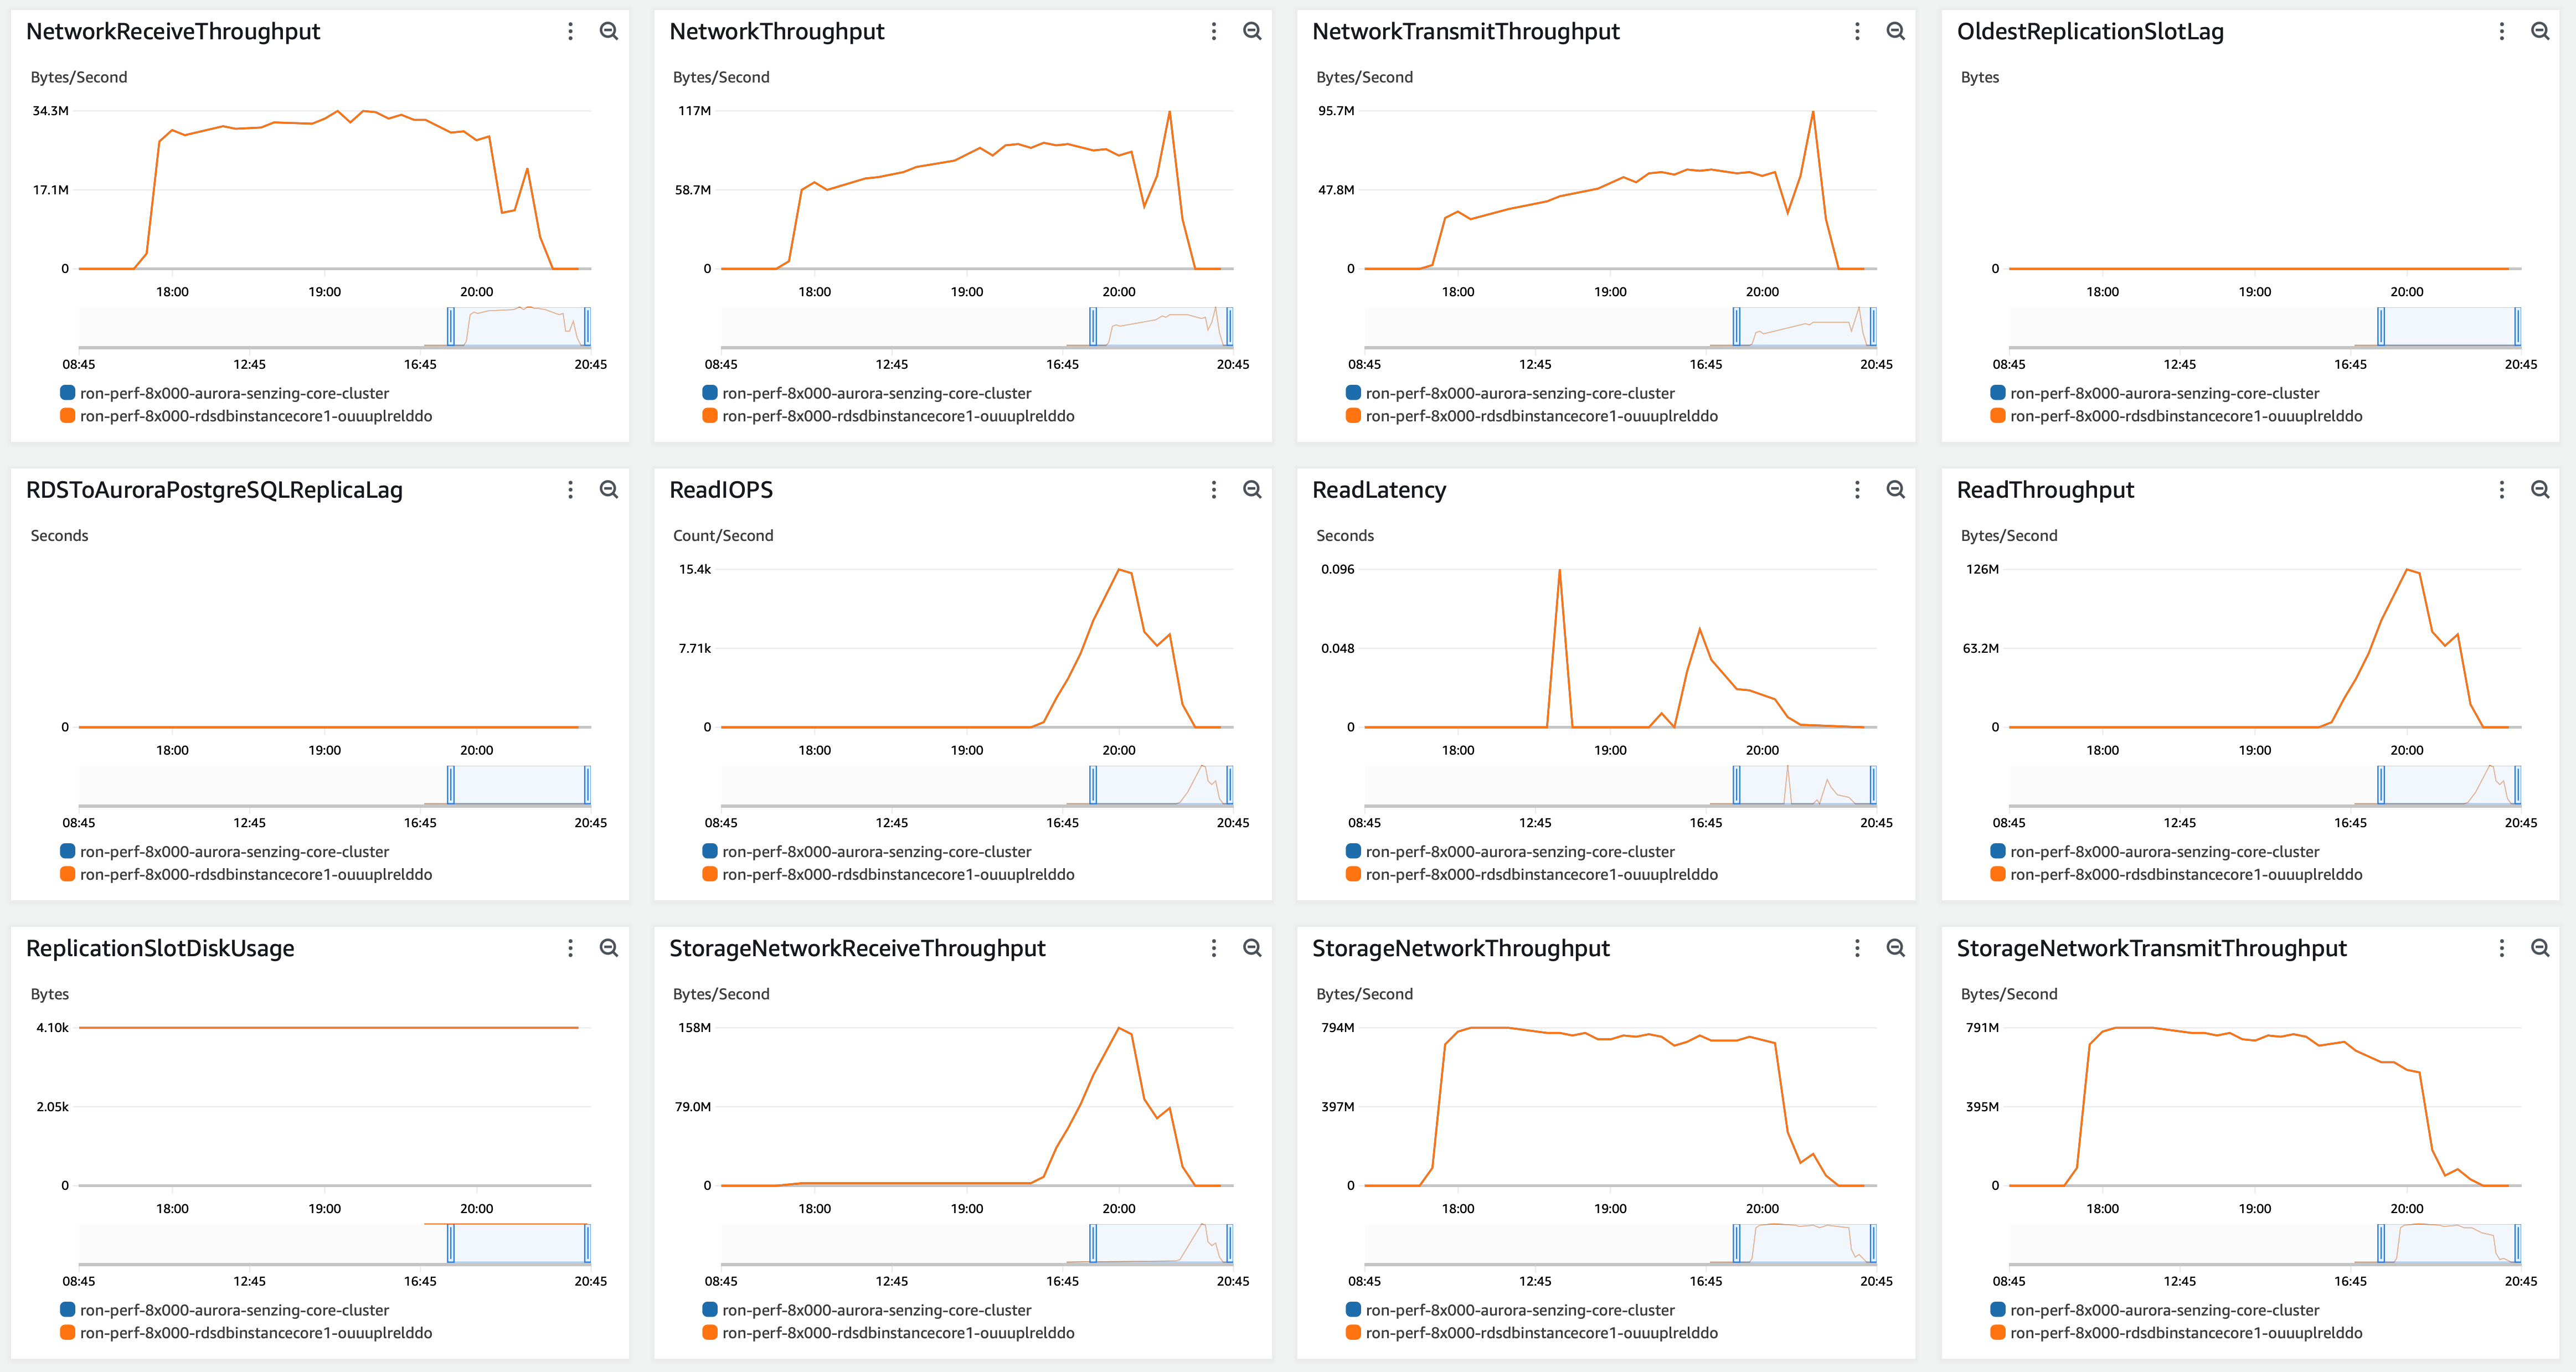 NetworkReceiveThroughput
Bytes/Second
34.3M
17.1M
0
18:00 19:00 20:00
08:45 12:45 16:45 20:45
ron-perf-8x000-aurora-senzing-core-cluster
ron-perf-8x000-rdsdbinstancecore1-ouuuplrelddo
NetworkThroughput
Bytes/Second
117M
58.7M
0
18:00 19:00 20:00
08:45 12:45 16:45 20:45
ron-perf-8x000-aurora-senzing-core-cluster
ron-perf-8x000-rdsdbinstancecore1-ouuuplrelddo
NetworkTransmitThroughput
Bytes/Second
95.7M
47.8M
0
18:00 19:00 20:00
08:45 12:45 16:45 20:45
ron-perf-8x000-aurora-senzing-core-cluster
ron-perf-8x000-rdsdbinstancecore1-ouuuplrelddo
OldestReplicationSlotLag
Bytes
0
18:00 19:00 20:00
08:45 12:45 16:45 20:45
ron-perf-8x000-aurora-senzing-core-cluster
ron-perf-8x000-rdsdbinstancecore1-ouuuplrelddo
RDSToAuroraPostgreSQLReplicaLag
Seconds
0
18:00 19:00 20:00
08:45 12:45 16:45 20:45
ron-perf-8x000-aurora-senzing-core-cluster
ron-perf-8x000-rdsdbinstancecore1-ouuuplrelddo
ReadIOPS
Count/Second
15.4k
7.71k
0
18:00 19:00 20:00
08:45 12:45 16:45 20:45
ron-perf-8x000-aurora-senzing-core-cluster
ron-perf-8x000-rdsdbinstancecore1-ouuuplrelddo
ReadLatency
Seconds
0.096
0.048
0
18:00 19:00 20:00
08:45 12:45 16:45 20:45
ron-perf-8x000-aurora-senzing-core-cluster
ron-perf-8x000-rdsdbinstancecore1-ouuuplrelddo
ReadThroughput
Bytes/Second
126M
63.2M
0
18:00 19:00 20:00
08:45 12:45 16:45 20:45
ron-perf-8x000-aurora-senzing-core-cluster
ron-perf-8x000-rdsdbinstancecore1-ouuuplrelddo
ReplicationSlotDiskUsage
Bytes
4.10k
2.05k
0
18:00 19:00 20:00
08:45 12:45 16:45 20:45
ron-perf-8x000-aurora-senzing-core-cluster
ron-perf-8x000-rdsdbinstancecore1-ouuuplrelddo
StorageNetworkReceiveThroughput
Bytes/Second
158M
79.0M
0
18:00 19:00 20:00
08:45 12:45 16:45 20:45
ron-perf-8x000-aurora-senzing-core-cluster
ron-perf-8x000-rdsdbinstancecore1-ouuuplrelddo
StorageNetworkThroughput
Bytes/Second
794M
397M
0
18:00 19:00 20:00
08:45 12:45 16:45 20:45
ron-perf-8x000-aurora-senzing-core-cluster
ron-perf-8x000-rdsdbinstancecore1-ouuuplrelddo
StorageNetworkTransmitThroughput
Bytes/Second
791M
395M
0
18:00 19:00 20:00
08:45 12:45 16:45 20:45
ron-perf-8x000-aurora-senzing-core-cluster
ron-perf-8x000-rdsdbinstancecore1-ouuuplrelddo